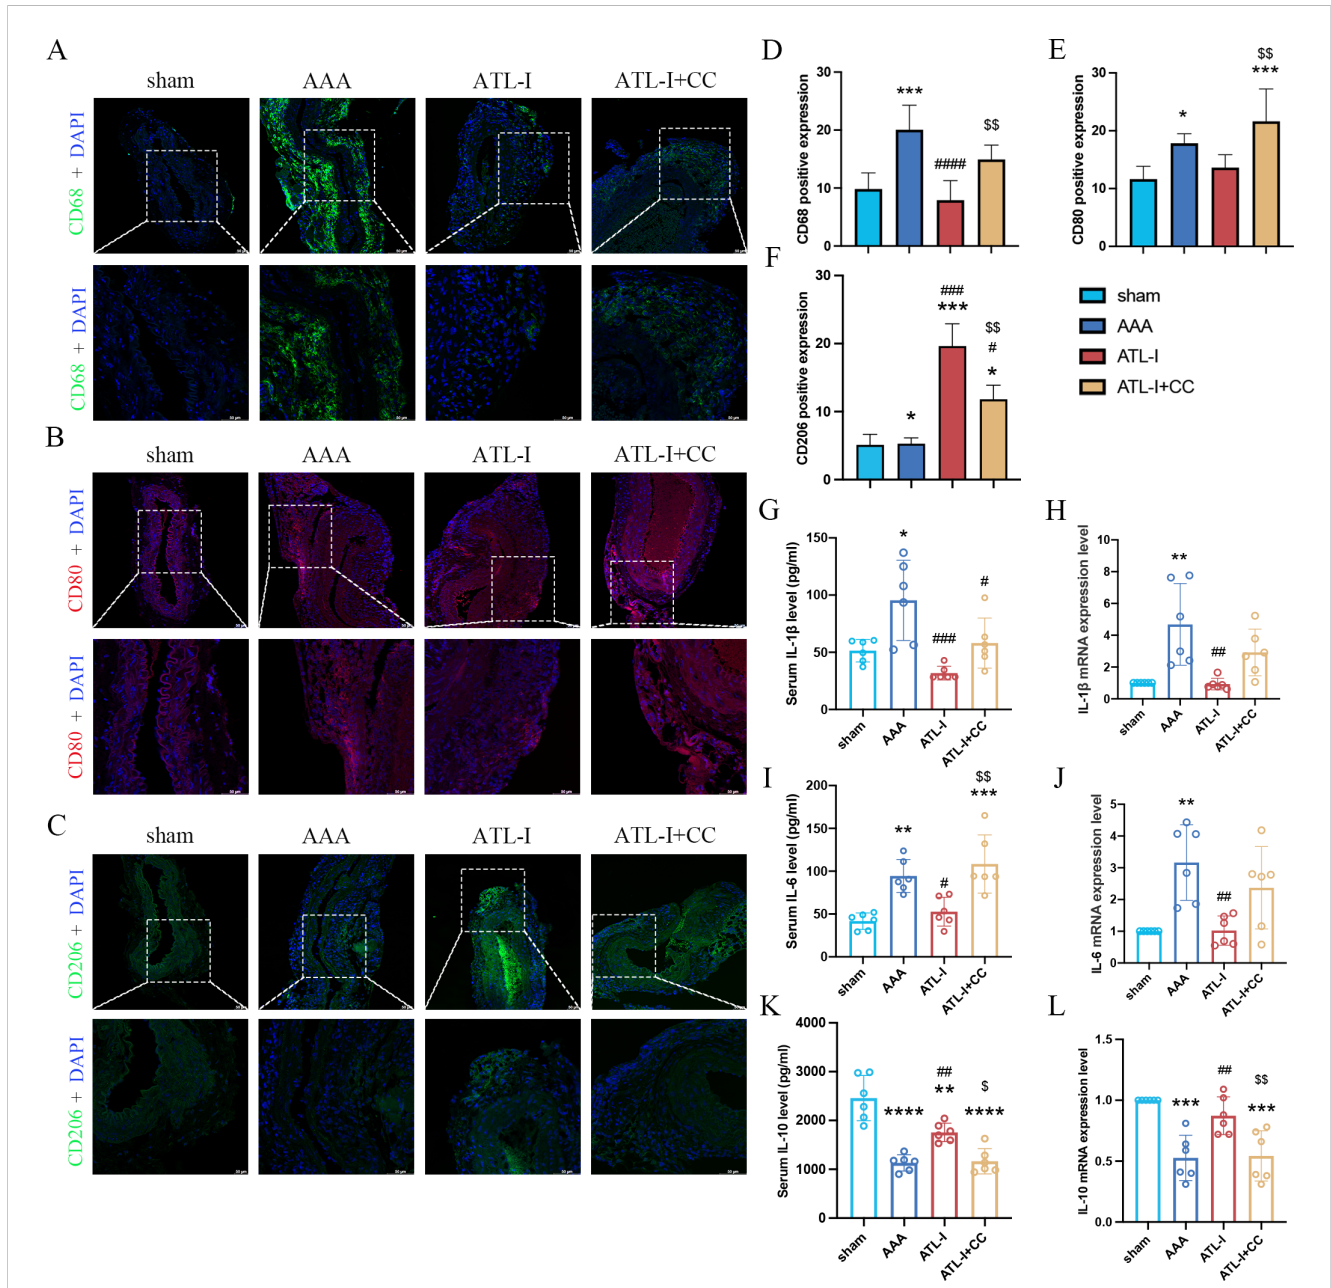 A
sham
AAA
ATL-I
ATL-I+CC
CD68 + DAPI
CD68 + DAPI
B
sham
AAA
ATL-I
ATL-I+CC
CD80 + DAPI
CD80 + DAPI
C
sham
AAA
ATL-I
ATL-I+CC
CD206 + DAPI
CD206 + DAPI
D
CD68 positive expression
30
20
10
0
***
####
$$
E
CD80 positive expression
30
20
10
0
*
$$
***
F
CD206 positive expression
30
20
10
0
*
###
***
$$
#
*
sham
AAA
ATL-I
ATL-I+CC
G
Serum IL-1β level (pg/ml)
150
100
50
0
*
###
#
sham
AAA
ATL-I
ATL-I+CC
H
IL-1β mRNA expression level
10
8
6
4
2
0
**
##
sham
AAA
ATL-I
ATL-I+CC
I
Serum IL-6 level (pg/ml)
200
150
100
50
0
**
#
$$
***
sham
AAA
ATL-I
ATL-I+CC
J
IL-6 mRNA expression level
5
4
3
2
1
0
**
##
sham
AAA
ATL-I
ATL-I+CC
K
Serum IL-10 level (pg/ml)
4000
3000
2000
1000
0
****
##
**
$
****
sham
AAA
ATL-I
ATL-I+CC
L
IL-10 mRNA expression level
1.5
1.0
0.5
0.0
***
##
$$
***
sham
AAA
ATL-I
ATL-I+CC